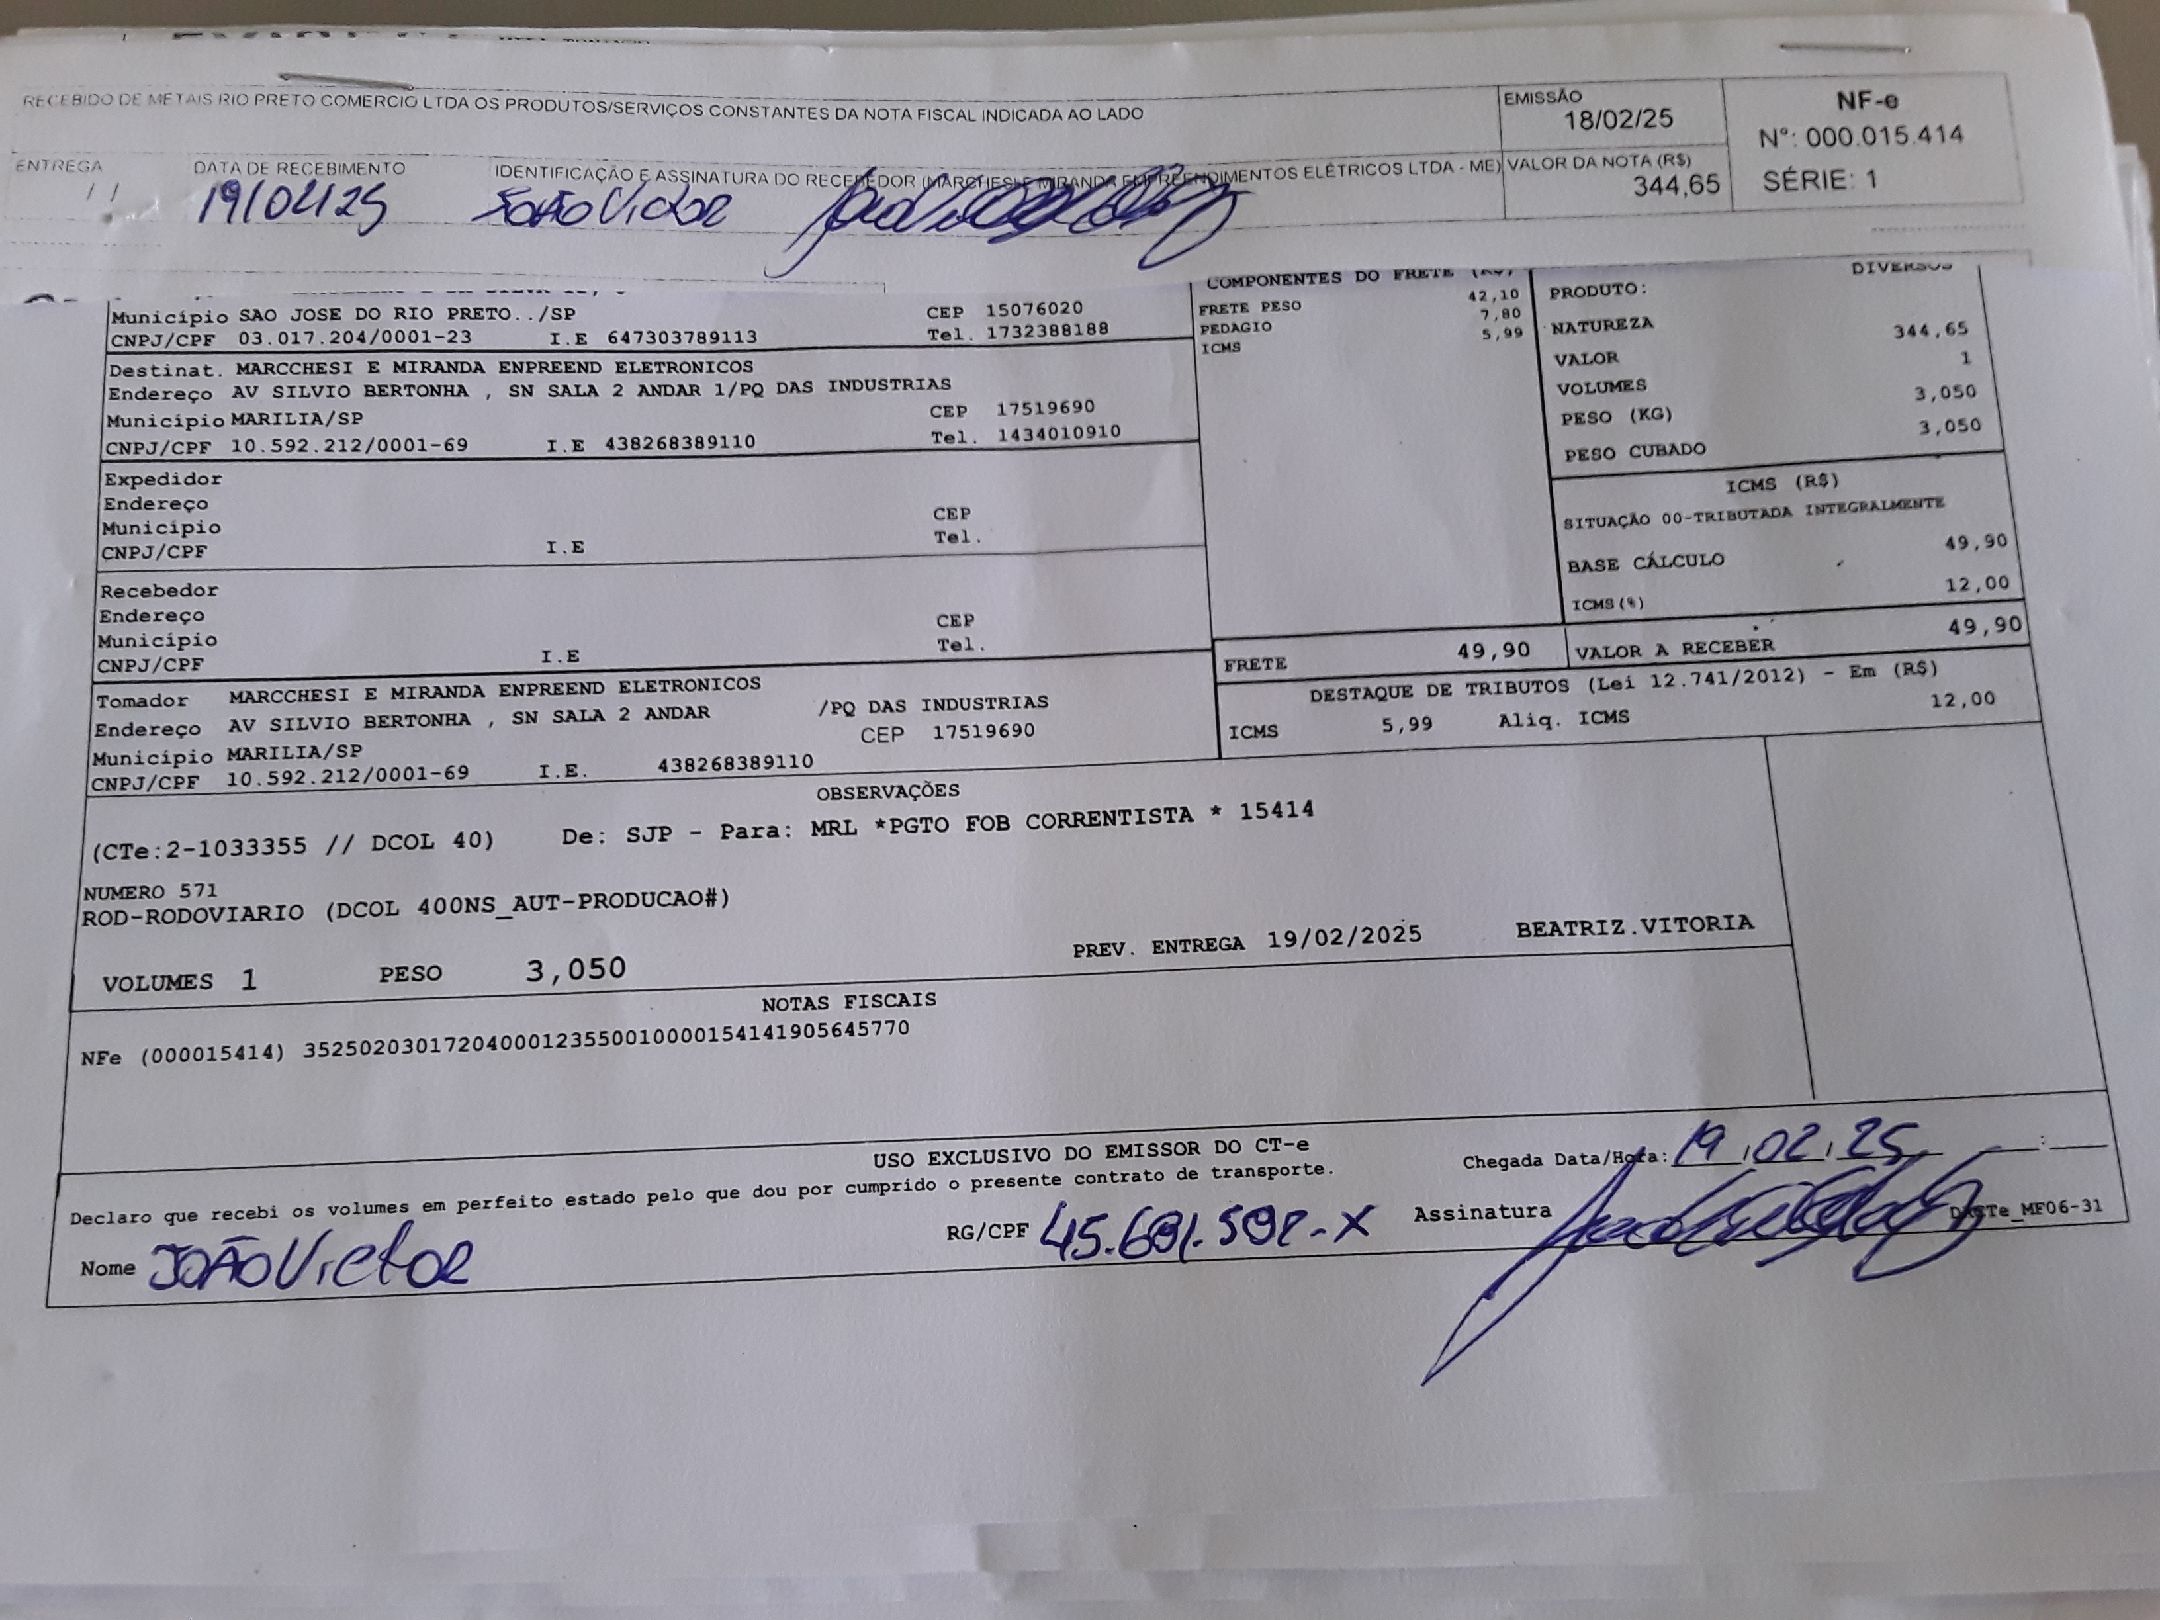 RECEBIDO DE METAIS RIO PRETO COMERCIO LTDA OS PRODUTOS/SERVIÇOS CONSTANTES DA NOTA FISCAL INDICADA AO LADO
EMISSÃO
18/02/25
NF-e
Nº: 000.015.414
SÉRIE: 1
ENTREGA
/ /
DATA DE RECEBIMENTO
19/02/25
IDENTIFICAÇÃO E ASSINATURA DO RECEBEDOR (MARCHESI E MIRANDA EMPREENDIMENTOS ELÉTRICOS LTDA - ME)
JOÃO Victor
VALOR DA NOTA (R$)
344,65
Município SAO JOSE DO RIO PRETO../SP CEP 15076020
CNPJ/CPF 03.017.204/0001-23 I.E 647303789113 Tel. 1732388188
Destinat. MARCCHESI E MIRANDA ENPREEND ELETRONICOS
Endereço AV SILVIO BERTONHA , SN SALA 2 ANDAR 1/PQ DAS INDUSTRIAS
Município MARILIA/SP CEP 17519690
CNPJ/CPF 10.592.212/0001-69 I.E 438268389110 Tel. 1434010910
Expedidor
Endereço
Município CEP
CNPJ/CPF I.E Tel.
Recebedor
Endereço
Município CEP
CNPJ/CPF I.E Tel.
Tomador MARCCHESI E MIRANDA ENPREEND ELETRONICOS
Endereço AV SILVIO BERTONHA , SN SALA 2 ANDAR /PQ DAS INDUSTRIAS
Município MARILIA/SP CEP 17519690
CNPJ/CPF 10.592.212/0001-69 I.E. 438268389110
COMPONENTES DO FRETE (R$)
FRETE PESO 42,10
PEDAGIO 7,80
ICMS 5,99
PRODUTO: DIVERSOS
NATUREZA
VALOR 344,65
VOLUMES 1
PESO (KG) 3,050
PESO CUBADO 3,050
ICMS (R$)
SITUAÇÃO 00-TRIBUTADA INTEGRALMENTE
BASE CÁLCULO 49,90
ICMS(%) 12,00
FRETE 49,90
VALOR A RECEBER 49,90
DESTAQUE DE TRIBUTOS (Lei 12.741/2012) - Em (R$)
ICMS 5,99 Aliq. ICMS 12,00
OBSERVAÇÕES
(CTe:2-1033355 // DCOL 40) De: SJP - Para: MRL *PGTO FOB CORRENTISTA * 15414
NUMERO 571
ROD-RODOVIARIO (DCOL 400NS_AUT-PRODUCAO#)
PREV. ENTREGA 19/02/2025 BEATRIZ.VITORIA
VOLUMES 1 PESO 3,050
NOTAS FISCAIS
NFe (000015414) 35250203017204000123550010000154141905645770
USO EXCLUSIVO DO EMISSOR DO CT-e
Declaro que recebi os volumes em perfeito estado pelo que dou por cumprido o presente contrato de transporte.
Chegada Data/Hora: 19/02/25 :
Nome JOÃO Victor RG/CPF 45.691.592-X Assinatura
DACTe_MF06-31